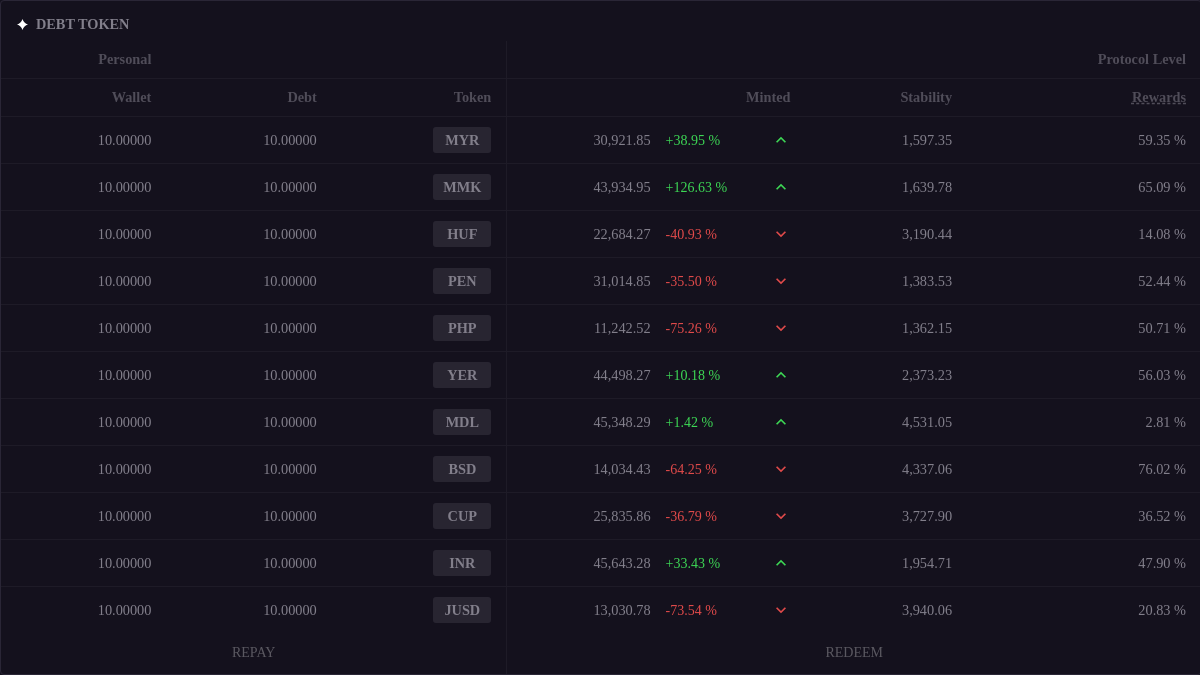 DEBT TOKEN
Personal Protocol Level
Wallet Debt Token Minted Stability Rewards
10.00000 10.00000 MYR 30,921.85 +38.95 % 1,597.35 59.35 %
10.00000 10.00000 MMK 43,934.95 +126.63 % 1,639.78 65.09 %
10.00000 10.00000 HUF 22,684.27 -40.93 % 3,190.44 14.08 %
10.00000 10.00000 PEN 31,014.85 -35.50 % 1,383.53 52.44 %
10.00000 10.00000 PHP 11,242.52 -75.26 % 1,362.15 50.71 %
10.00000 10.00000 YER 44,498.27 +10.18 % 2,373.23 56.03 %
10.00000 10.00000 MDL 45,348.29 +1.42 % 4,531.05 2.81 %
10.00000 10.00000 BSD 14,034.43 -64.25 % 4,337.06 76.02 %
10.00000 10.00000 CUP 25,835.86 -36.79 % 3,727.90 36.52 %
10.00000 10.00000 INR 45,643.28 +33.43 % 1,954.71 47.90 %
10.00000 10.00000 JUSD 13,030.78 -73.54 % 3,940.06 20.83 %
REPAY REDEEM